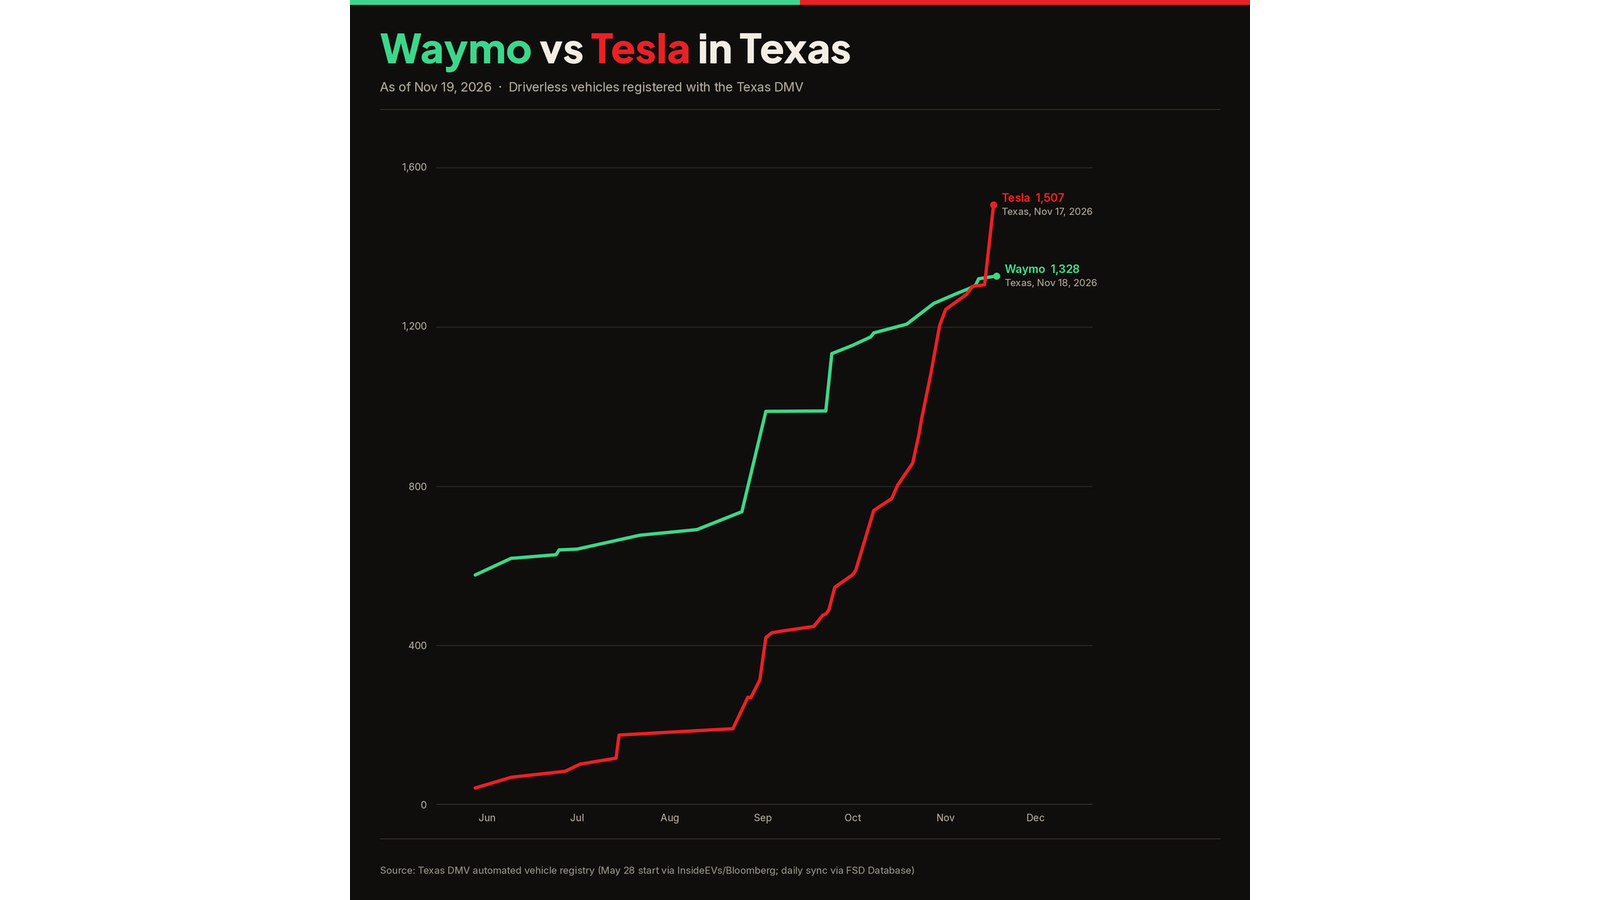 Waymo vs Tesla in Texas
As of Nov 19, 2026 · Driverless vehicles registered with the Texas DMV
1,600
Tesla 1,507
Texas, Nov 17, 2026
Waymo 1,328
Texas, Nov 18, 2026
1,200
800
400
0
Jun Jul Aug Sep Oct Nov Dec
Source: Texas DMV automated vehicle registry (May 28 start via InsideEVs/Bloomberg; daily sync via FSD Database)